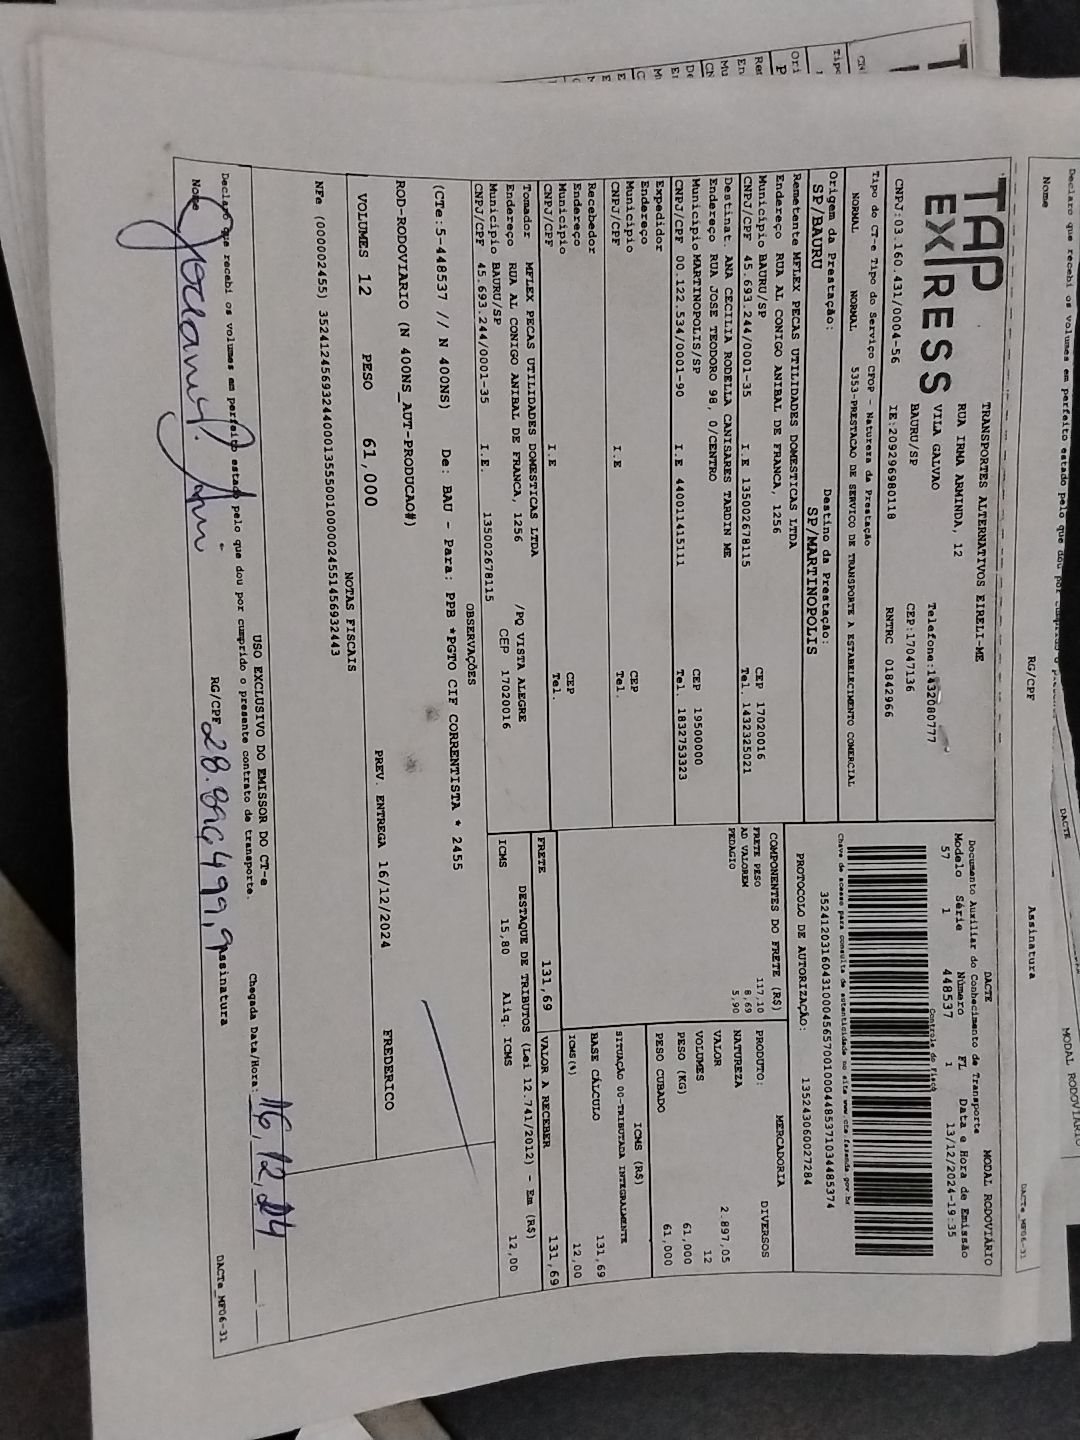 TAP
EXPRESS
TRANSPORTES ALTERNATIVOS EIRELI-ME
RUA IRMA ARMINDA, 12
VILA GALVAO
BAURU/SP
Telefone:1432080777
CEP:17047136
CNPJ:03.160.431/0004-56 IE:209296980118 RNTRC 01842966
Tipo do CT-e Tipo do Serviço CFOP - Natureza da Prestação
NORMAL NORMAL 5353-PRESTACAO DE SERVICO DE TRANSPORTE A ESTABELECIMENTO COMERCIAL
Origem da Prestação: Destino da Prestação:
SP/BAURU SP/MARTINOPOLIS
Remetente MFLEX PECAS UTILIDADES DOMESTICAS LTDA
Endereço RUA AL CONIGO ANIBAL DE FRANCA, 1256
Município BAURU/SP CEP 17020016
CNPJ/CPF 45.693.244/0001-35 I.E 135002678115 Tel. 1432325021
Destinat. ANA CECILIA RODELLA CANISARES TARDIN ME
Endereço RUA JOSE TEODORO 98, 0/CENTRO
Município MARTINOPOLIS/SP CEP 19500000
CNPJ/CPF 00.122.534/0001-90 I.E 440011415111 Tel. 1832753323
Expedidor
Endereço
Município CEP
CNPJ/CPF I.E Tel.
Recebedor
Endereço
Município CEP
CNPJ/CPF I.E Tel.
Tomador MFLEX PECAS UTILIDADES DOMESTICAS LTDA
Endereço RUA AL CONIGO ANIBAL DE FRANCA, 1256 /PQ VISTA ALEGRE
Município BAURU/SP CEP 17020016
CNPJ/CPF 45.693.244/0001-35 I.E. 135002678115
DACTE MODAL RODOVIÁRIO
Documento Auxiliar do Conhecimento de Transporte
Modelo Série Número FL Data e Hora de Emissão
57 1 448537 1 13/12/2024-19:35
Controle do Fisco
Chave de acesso para consulta de autenticidade no site www.cte.fazenda.gov.br
35241203160431000456570010004485371034485374
PROTOCOLO DE AUTORIZAÇÃO: 135243060027284
COMPONENTES DO FRETE (R$)
FRETE PESO 117,10
AD VALOREM 8,69
PEDAGIO 5,90
MERCADORIA
PRODUTO: DIVERSOS
NATUREZA
VALOR 2.897,05
VOLUMES 12
PESO (KG) 61,000
PESO CUBADO 61,000
ICMS (R$)
SITUAÇÃO 00-TRIBUTADA INTEGRALMENTE
BASE CÁLCULO 131,69
ICMS(%) 12,00
FRETE 131,69 VALOR A RECEBER 131,69
DESTAQUE DE TRIBUTOS (Lei 12.741/2012) - Em (R$)
ICMS 15,80 Aliq. ICMS 12,00
OBSERVAÇÕES
(CTe:5-448537 // N 400NS) De: BAU - Para: PPB *PGTO CIF CORRENTISTA * 2455
ROD-RODOVIARIO (N 400NS_AUT-PRODUCAO#) FREDERICO
VOLUMES 12 PESO 61,000 PREV. ENTREGA 16/12/2024
NOTAS FISCAIS
NFe (000002455) 35241245693244000135550010000024551456932443
USO EXCLUSIVO DO EMISSOR DO CT-e
Declaro que recebi os volumes em perfeito estado pelo que dou por cumprido o presente contrato de transporte. Chegada Data/Hora: 16,12,24
Nome RG/CPF 28.896499,9 Assinatura
DACTe_MF06-31
Declaro que recebi os volumes em perfeito estado pelo que dou por
Nome RG/CPF Assinatura
DACTe_MF06-31
DACTE
MODAL RODOVIÁRIO